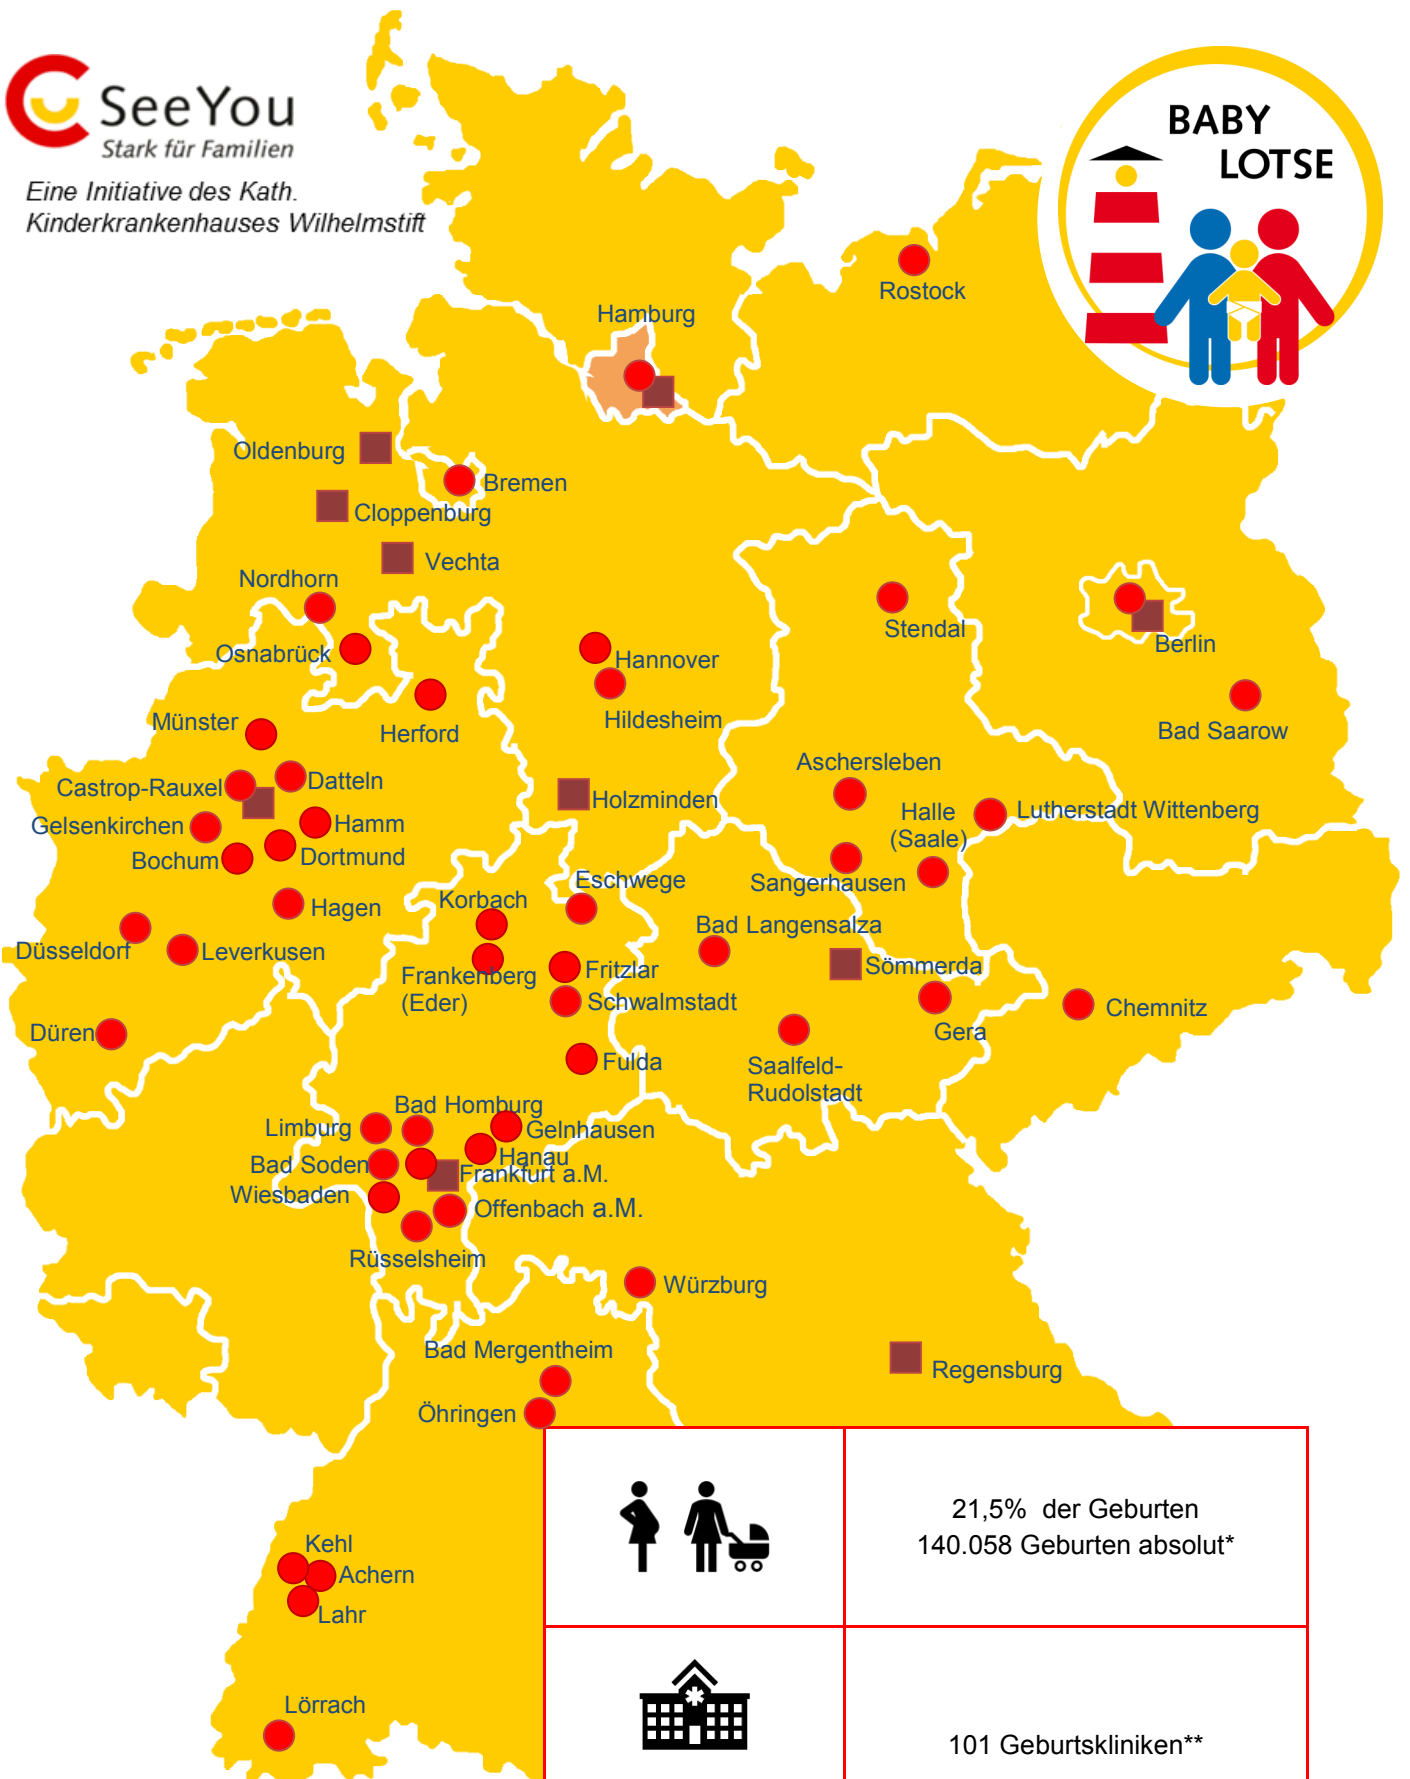 SeeYou
Stark für Familien
Eine Initiative des Kath.
Kinderkrankenhauses Wilhelmstift
BABY
LOTSE
Rostock
Hamburg
Oldenburg
Bremen
Cloppenburg
Vechta
Nordhorn
Stendal
Berlin
Osnabrück
Hannover
Hildesheim
Münster
Herford
Bad Saarow
Aschersleben
Castrop-Rauxel
Datteln
Holzminden
Halle
(Saale)
Lutherstadt Wittenberg
Gelsenkirchen
Hamm
Bochum
Dortmund
Eschwege
Sangerhausen
Korbach
Hagen
Bad Langensalza
Düsseldorf
Leverkusen
Frankenberg
(Eder)
Fritzlar
Sömmerda
Schwalmstadt
Chemnitz
Düren
Gera
Fulda
Saalfeld-
Rudolstadt
Bad Homburg
Limburg
Gelnhausen
Hanau
Bad Soden
Frankfurt a.M.
Wiesbaden
Offenbach a.M.
Rüsselsheim
Würzburg
Bad Mergentheim
Regensburg
Öhringen
21,5% der Geburten
140.058 Geburten absolut*
Kehl
Achern
Lahr
Lörrach
101 Geburtskliniken**